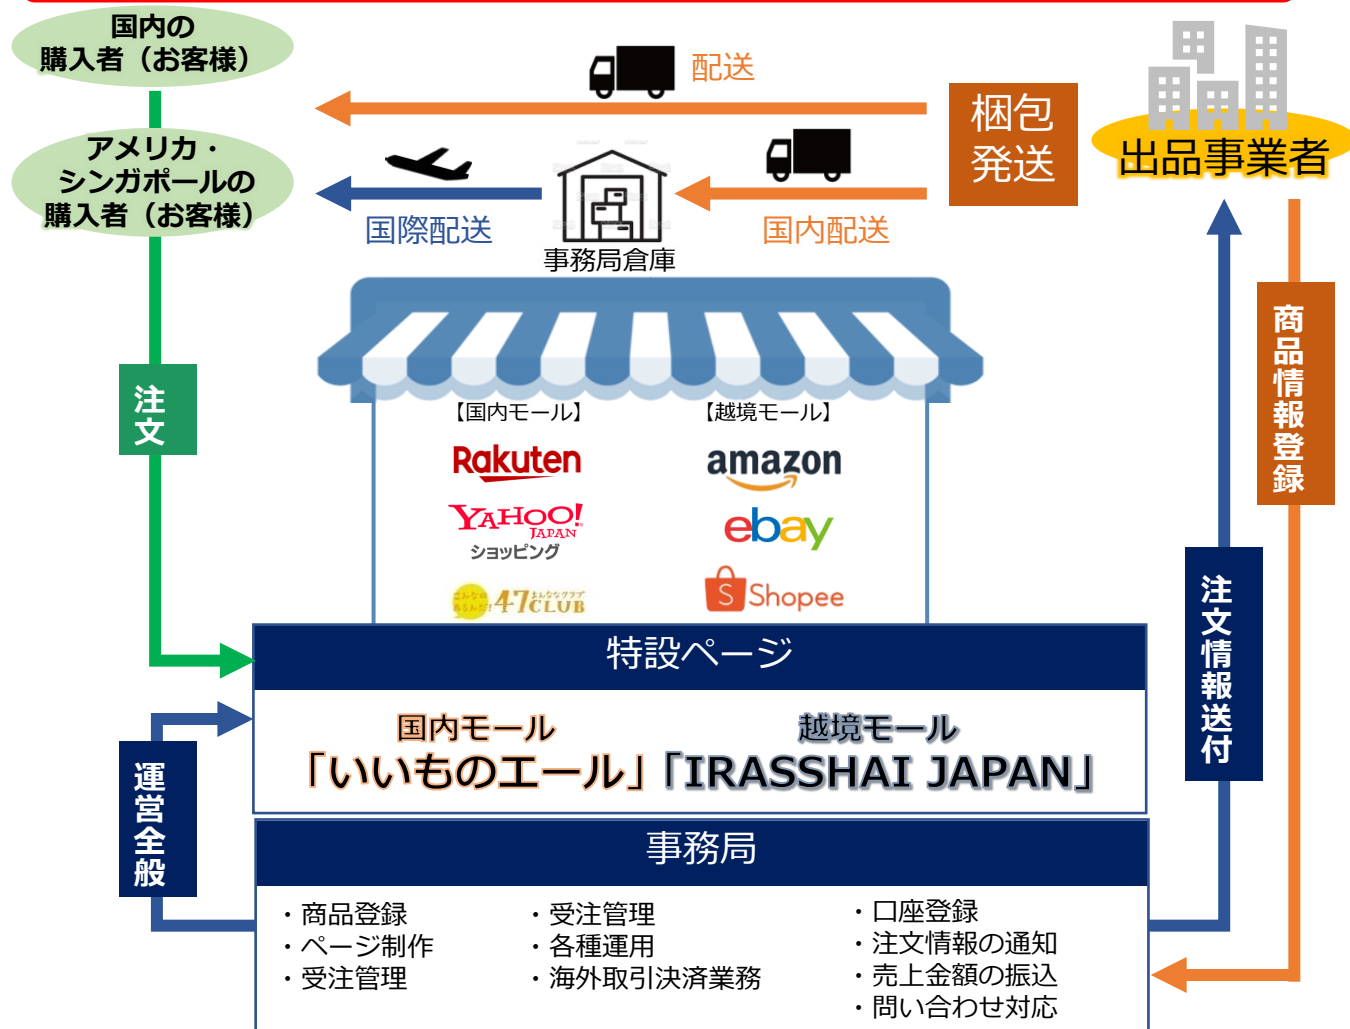 国内の
購入者（お客様）
配送
梱包
発送
出品事業者
アメリカ・
シンガポールの
購入者（お客様）
国際配送
事務局倉庫
国内配送
商品情報登録
注文
【国内モール】
【越境モール】
Rakuten
amazon
YAHOO!
JAPAN
ショッピング
ebay
47CLUB
S Shopee
注文情報送付
特設ページ
国内モール
「いいものエール」
越境モール
「IRASSHAI JAPAN」
運営全般
事務局
・商品登録
・ページ制作
・受注管理
・受注管理
・各種運用
・海外取引決済業務
・口座登録
・注文情報の通知
・売上金額の振込
・問い合わせ対応